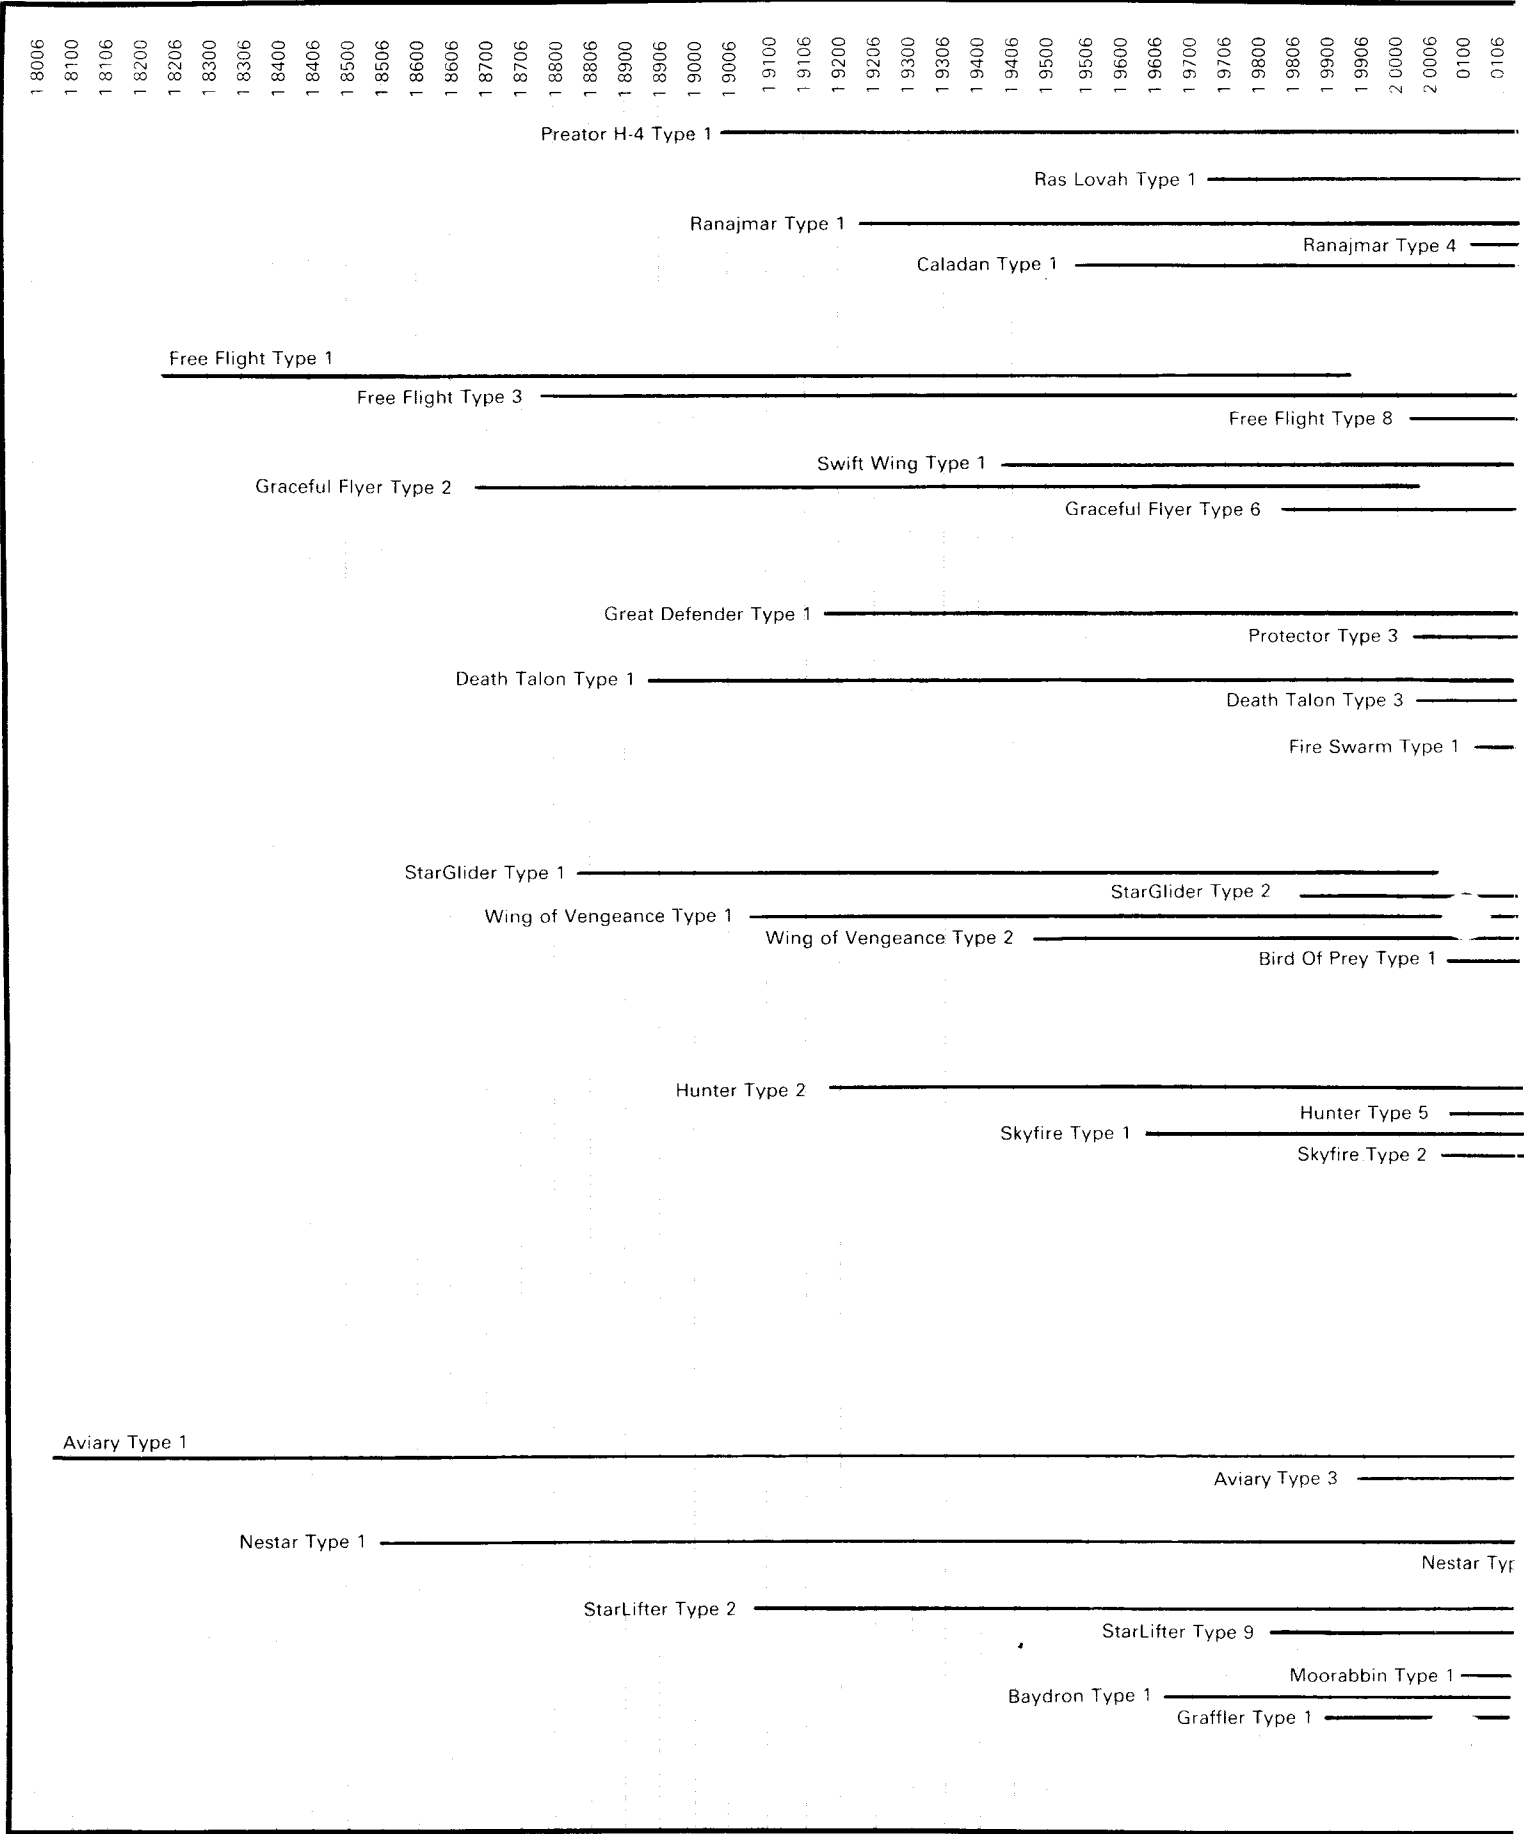 1 8006 1 8100 1 8106 1 8200 1 8206 1 8300 1 8306 1 8400 1 8406 1 8500 1 8506 1 8600 1 8606 1 8700 1 8706 1 8800 1 8806 1 8900 1 8906 1 9000 1 9006 1 9100 1 9106 1 9200 1 9206 1 9300 1 9306 1 9400 1 9406 1 9500 1 9506 1 9600 1 9606 1 9700 1 9706 1 9800 1 9806 1 9900 1 9906 2 0000 2 0006 0100 0106
Preator H-4 Type 1
Ras Lovah Type 1
Ranajmar Type 1
Ranajmar Type 4
Caladan Type 1
Free Flight Type 1
Free Flight Type 3
Free Flight Type 8
Swift Wing Type 1
Graceful Flyer Type 2
Graceful Flyer Type 6
Great Defender Type 1
Protector Type 3
Death Talon Type 1
Death Talon Type 3
Fire Swarm Type 1
StarGlider Type 1
StarGlider Type 2
Wing of Vengeance Type 1
Wing of Vengeance Type 2
Bird Of Prey Type 1
Hunter Type 2
Hunter Type 5
Skyfire Type 1
Skyfire Type 2
Aviary Type 1
Aviary Type 3
Nestar Type 1
Nestar Typ
StarLifter Type 2
StarLifter Type 9
Moorabbin Type 1
Baydron Type 1
Graffler Type 1